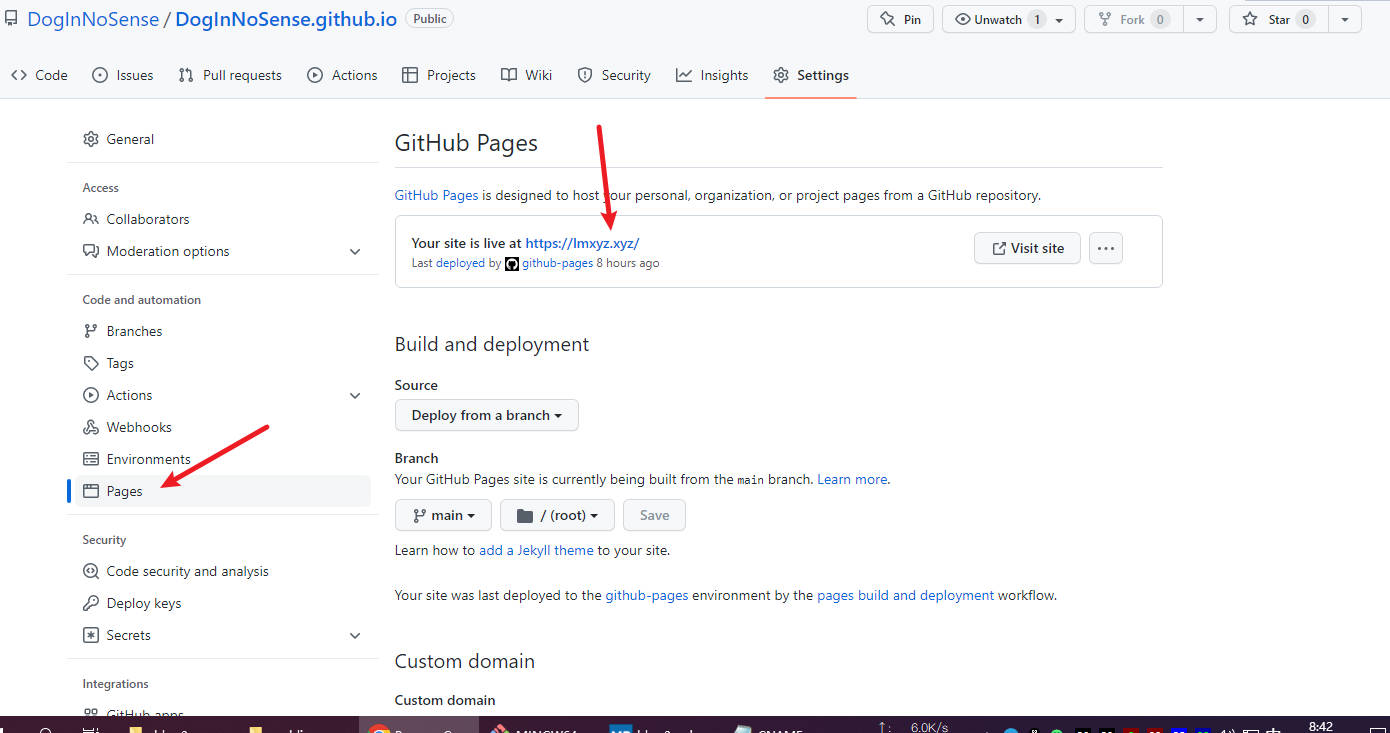 DogInNoSense / DogInNoSense.github.io Public
Pin Unwatch 1 Fork 0 Star 0
Code Issues Pull requests Actions Projects Wiki Security Insights Settings
General
Access
Collaborators
Moderation options
Code and automation
Branches
Tags
Actions
Webhooks
Environments
Pages
Security
Code security and analysis
Deploy keys
Secrets
Integrations
GitHub apps
GitHub Pages
GitHub Pages is designed to host your personal, organization, or project pages from a GitHub repository.
Your site is live at https://lmxyz.xyz/
Last deployed by github-pages 8 hours ago
Visit site
Build and deployment
Source
Deploy from a branch
Branch
Your GitHub Pages site is currently being built from the main branch. Learn more.
main / (root) Save
Learn how to add a Jekyll theme to your site.
Your site was last deployed to the github-pages environment by the pages build and deployment workflow.
Custom domain
Custom domain
6.0K/s
8:42